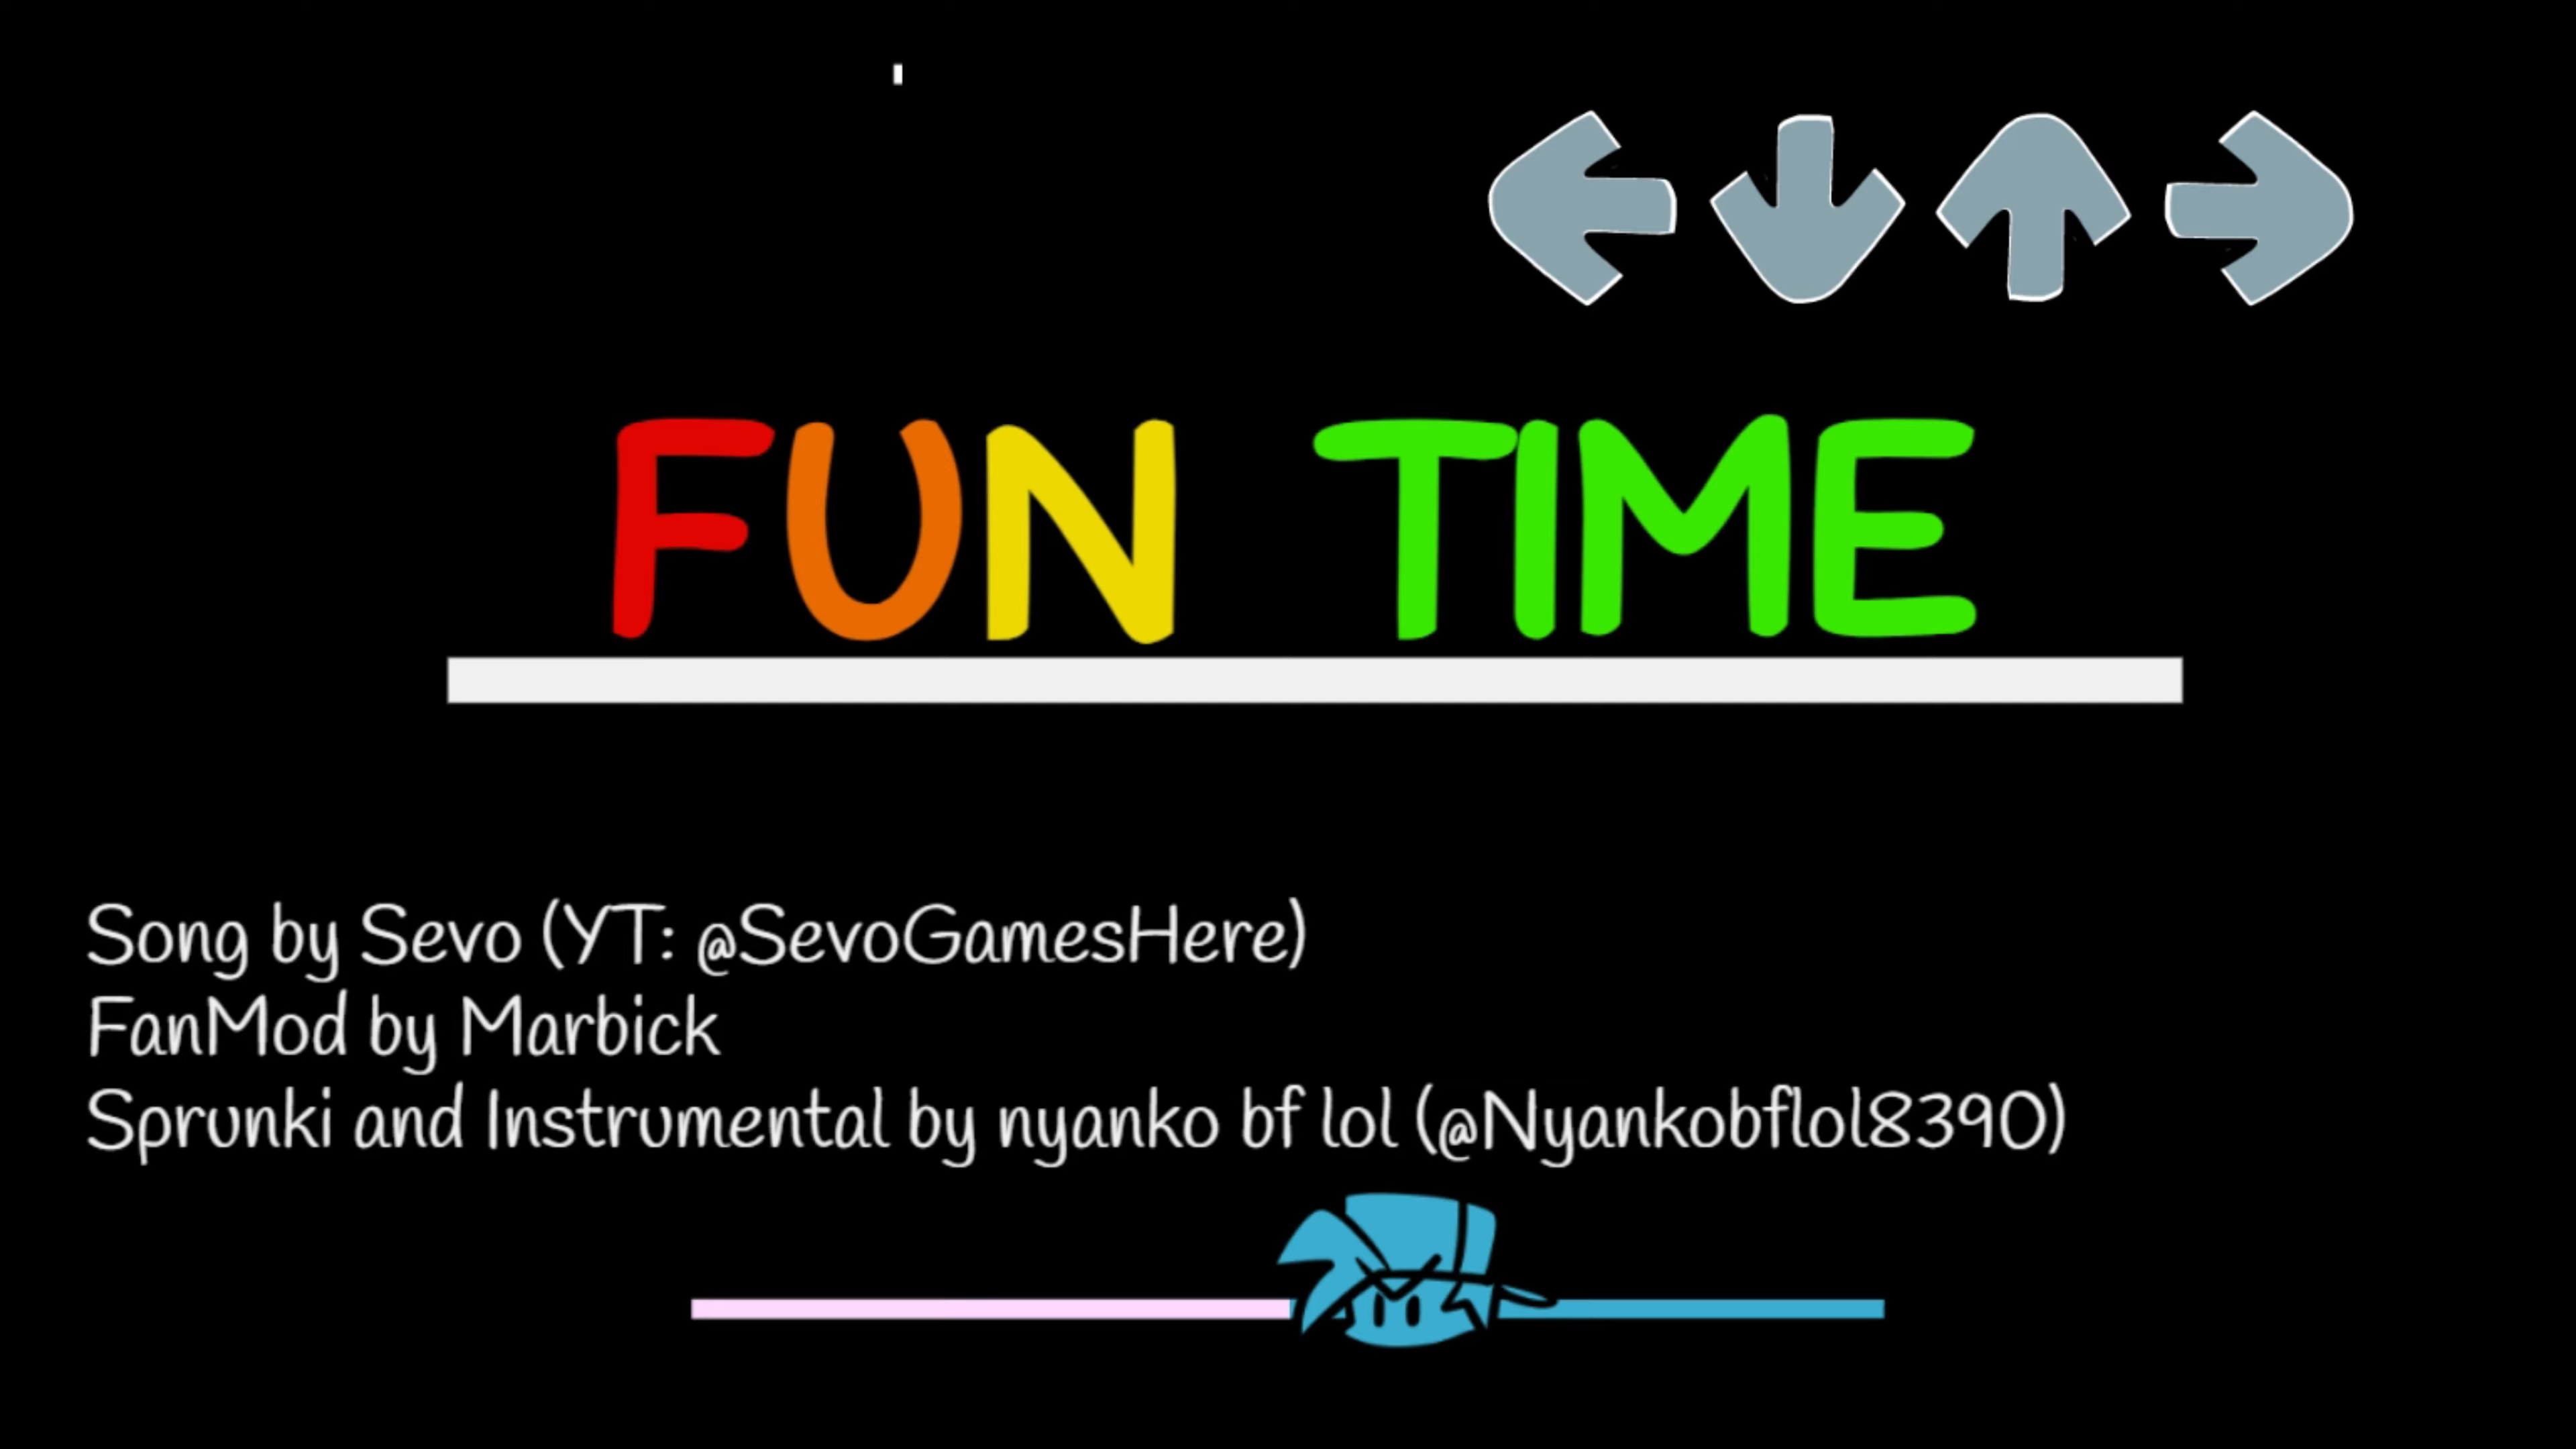 FUN TIME
Song by Sevo (YT: @SevoGamesHere)
FanMod by Marbick
Sprunki and Instrumental by nyanko bf lol (@Nyankobflol8390)